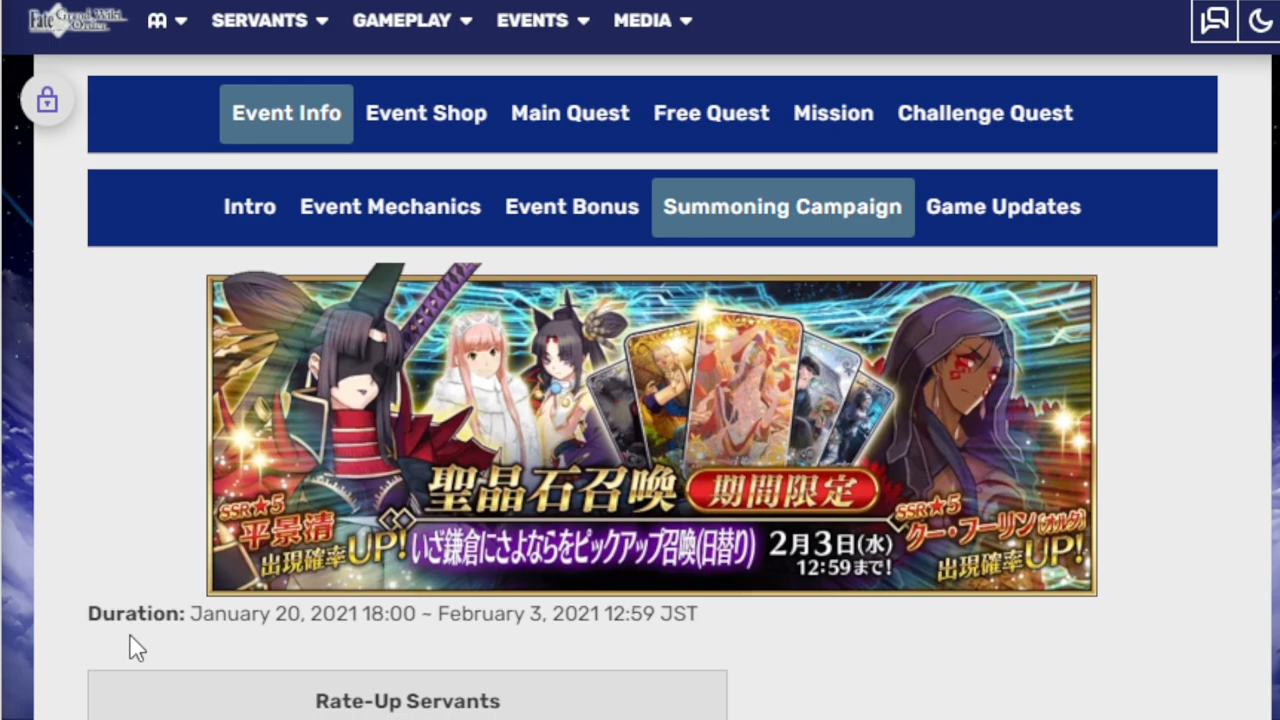 Fate Grand Order Wiki
SERVANTS GAMEPLAY EVENTS MEDIA
Event Info Event Shop Main Quest Free Quest Mission Challenge Quest
Intro Event Mechanics Event Bonus Summoning Campaign Game Updates
聖晶石召喚 期間限定
SSR★5
平景清
出現確率UP!
いざ鎌倉にさよならをピックアップ召喚(日替り)
2月3日(水)
12:59まで!
SSR★5
クー・フーリン〔オルタ〕
出現確率UP!
Duration: January 20, 2021 18:00 ~ February 3, 2021 12:59 JST
Rate-Up Servants